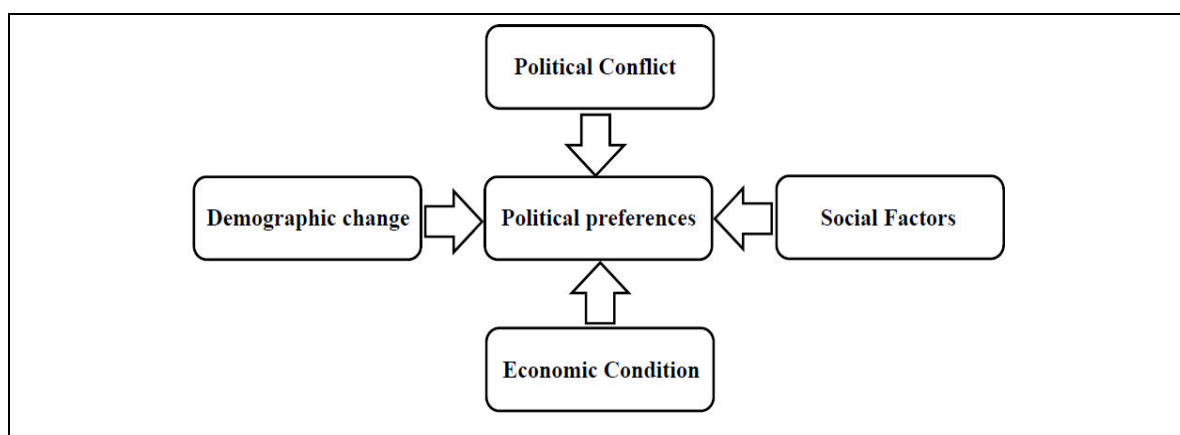 Political Conflict
Demographic change
Political preferences
Social Factors
Economic Condition